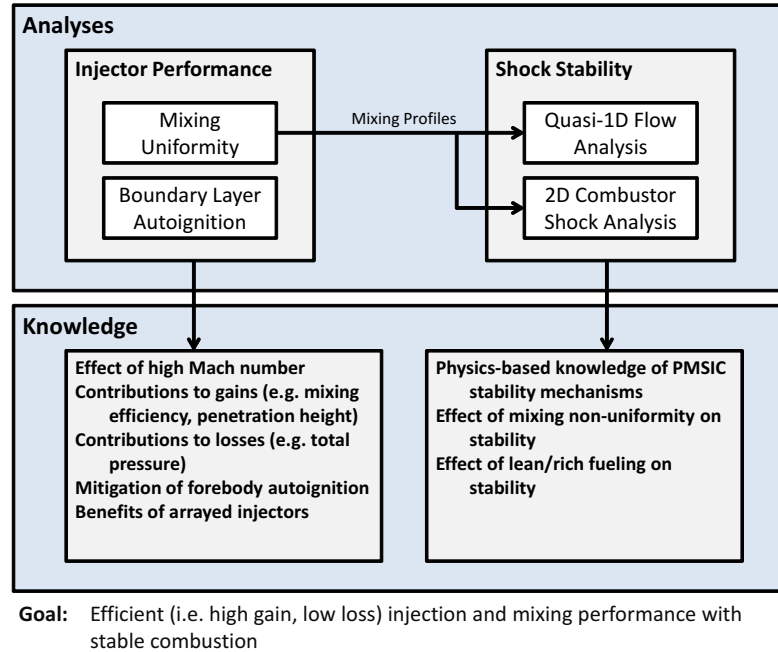 Analyses
Injector Performance
Mixing
Uniformity
Boundary Layer
Autoignition
Mixing Profiles
Shock Stability
Quasi-1D Flow
Analysis
2D Combustor
Shock Analysis
Knowledge
Effect of high Mach number
Contributions to gains (e.g. mixing
efficiency, penetration height)
Contributions to losses (e.g. total
pressure)
Mitigation of forebody autoignition
Benefits of arrayed injectors
Physics-based knowledge of PMSIC
stability mechanisms
Effect of mixing non-uniformity on
stability
Effect of lean/rich fueling on
stability
Goal: Efficient (i.e. high gain, low loss) injection and mixing performance with
stable combustion